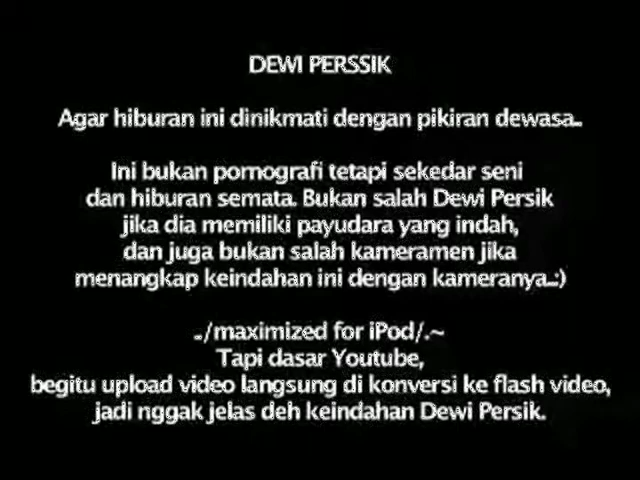 DEWI PERSSIK
Agar hiburan ini dinikmati dengan pikiran dewasa..
Ini bukan pornografi tetapi sekedar seni
dan hiburan semata. Bukan salah Dewi Persik
jika dia memiliki payudara yang indah,
dan juga bukan salah kameramen jika
menangkap keindahan ini dengan kameranya..:)
../maximized for iPod/.~
Tapi dasar Youtube,
begitu upload video langsung di konversi ke flash video,
jadi nggak jelas deh keindahan Dewi Persik.